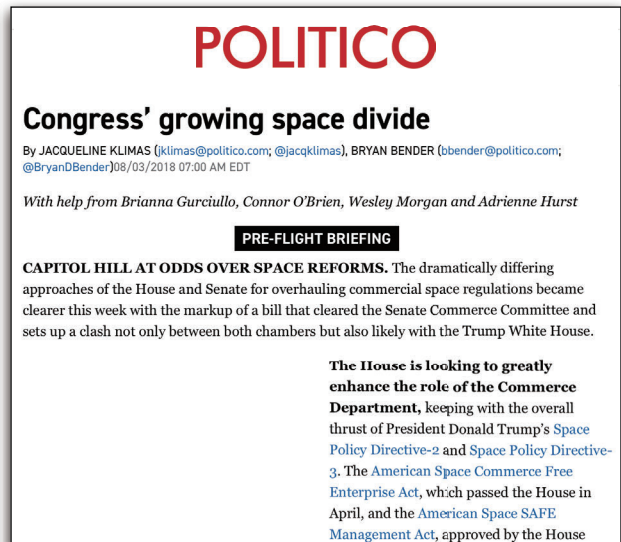 POLITICO
Congress’ growing space divide
By JACQUELINE KLIMAS (jklimas@politico.com; @jacqklimas), BRYAN BENDER (bbender@politico.com;
@BryanDBender)08/03/2018 07:00 AM EDT
With help from Brianna Gurciullo, Connor O’Brien, Wesley Morgan and Adrienne Hurst
PRE-FLIGHT BRIEFING
CAPITOL HILL AT ODDS OVER SPACE REFORMS. The dramatically differing
approaches of the House and Senate for overhauling commercial space regulations became
clearer this week with the markup of a bill that cleared the Senate Commerce Committee and
sets up a clash not only between both chambers but also likely with the Trump White House.
The House is looking to greatly
enhance the role of the Commerce
Department, keeping with the overall
thrust of President Donald Trump’s Space
Policy Directive-2 and Space Policy Directive-
3. The American Space Commerce Free
Enterprise Act, which passed the House in
April, and the American Space SAFE
Management Act, approved by the House